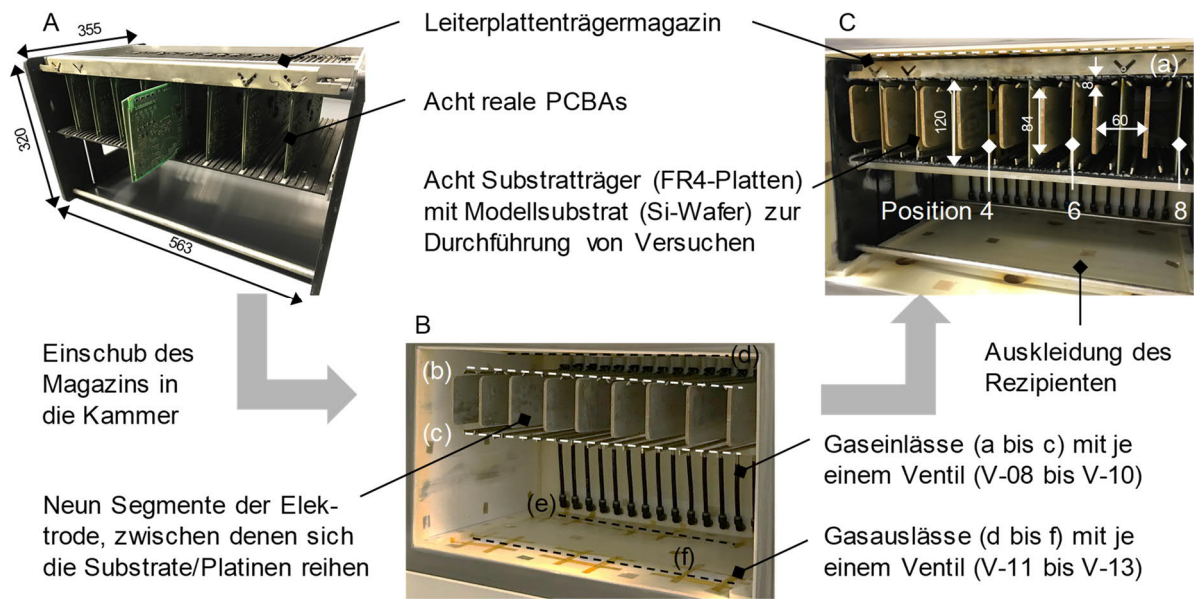 A
355
320
563
Leiterplattenträgermagazin
Acht reale PCBAs
Acht Substratträger (FR4-Platten)
mit Modellsubstrat (Si-Wafer) zur
Durchführung von Versuchen
C
(a)
8
120
84
60
Position 4
6
8
Einschub des
Magazins in
die Kammer
B
(d)
(b)
(c)
(e)
(f)
Auskleidung des
Rezipienten
Neun Segmente der Elek-
trode, zwischen denen sich
die Substrate/Platinen reihen
Gaseinlässe (a bis c) mit je
einem Ventil (V-08 bis V-10)
Gasauslässe (d bis f) mit je
einem Ventil (V-11 bis V-13)